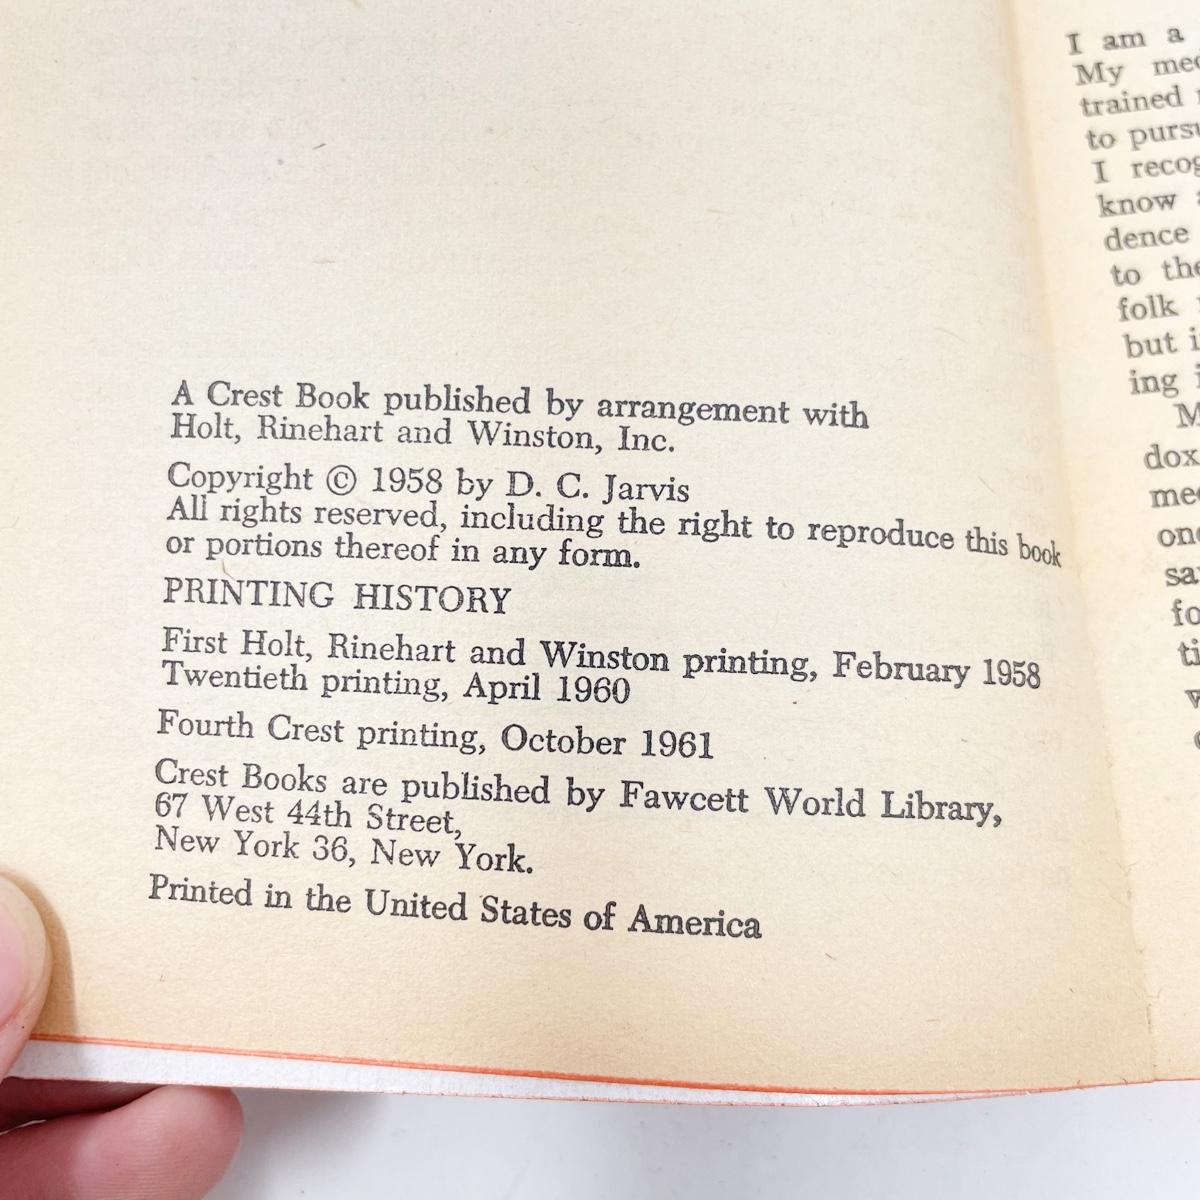 A Crest Book published by arrangement with
Holt, Rinehart and Winston, Inc.
Copyright © 1958 by D. C. Jarvis
All rights reserved, including the right to reproduce this book
or portions thereof in any form.
PRINTING HISTORY
First Holt, Rinehart and Winston printing, February 1958
Twentieth printing, April 1960
Fourth Crest printing, October 1961
Crest Books are published by Fawcett World Library,
67 West 44th Street,
New York 36, New York.
Printed in the United States of America
I am a
My
trained
to
I
know
dence
to
folk
but
ing